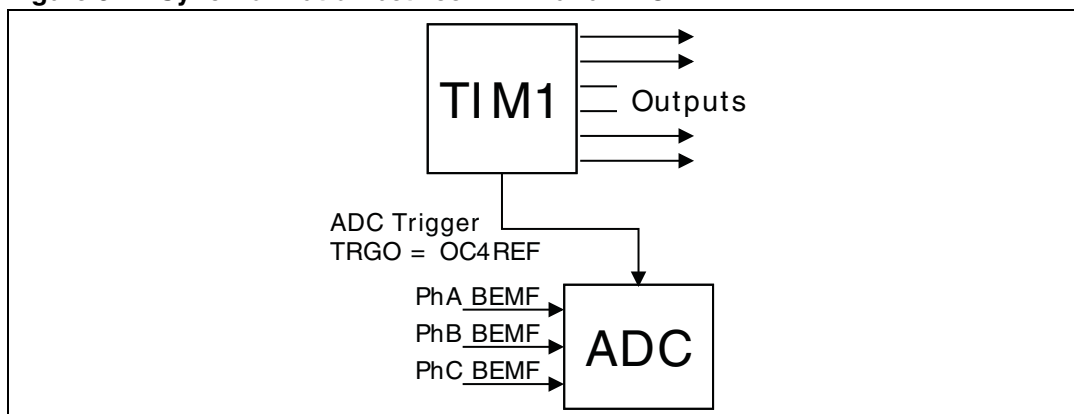 TIM1
Outputs
ADC Trigger
TRGO = OC4REF
PhA BEMF
PhB BEMF
PhC BEMF
ADC